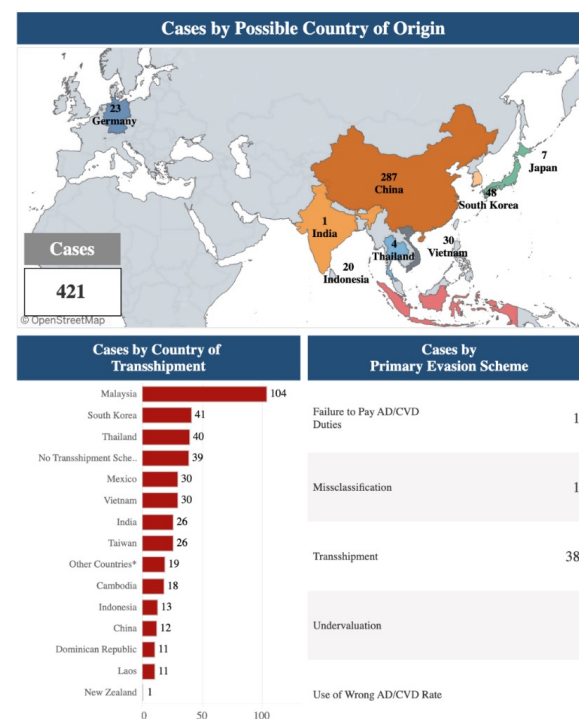 Cases by Possible Country of Origin
23
Germany
287
China
7
Japan
48
South Korea
1
India
4
Thailand
30
Vietnam
20
Indonesia
Cases
421
© OpenStreetMap
Cases by Country of
Transshipment
Malaysia 104
South Korea 41
Thailand 40
No Transshipment Sche.. 39
Mexico 30
Vietnam 30
India 26
Taiwan 26
Other Countries* 19
Cambodia 18
Indonesia 13
China 12
Dominican Republic 11
Laos 11
New Zealand 1
0 50 100
Cases by
Primary Evasion Scheme
Failure to Pay AD/CVD
Duties
1
Missclassification 1
Transshipment 38
Undervaluation
Use of Wrong AD/CVD Rate